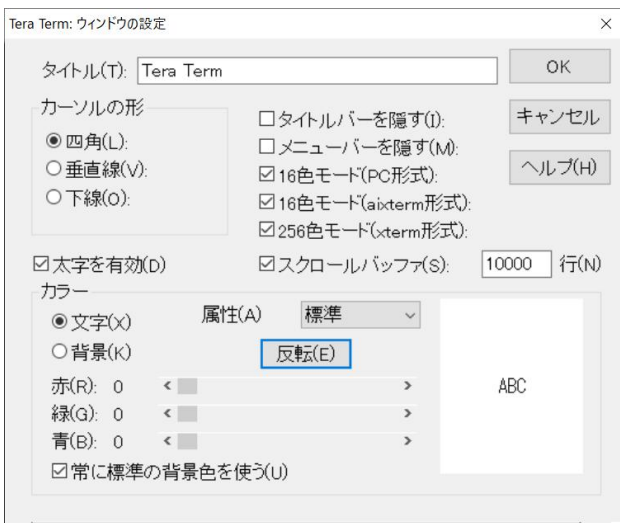 Tera Term: ウィンドウの設定
タイトル(T): Tera Term
OK
カーソルの形
四角(L):
垂直線(V):
下線(O):
タイトルバーを隠す(I):
メニューバーを隠す(M):
16色モード(PC形式):
16色モード(aixterm形式):
256色モード(xterm形式):
キャンセル
ヘルプ(H)
太字を有効(D)
スクロールバッファ(S): 10000 行(N)
カラー
文字(X)
背景(K)
属性(A) 標準
反転(E)
赤(R): 0
緑(G): 0
青(B): 0
ABC
常に標準の背景色を使う(U)